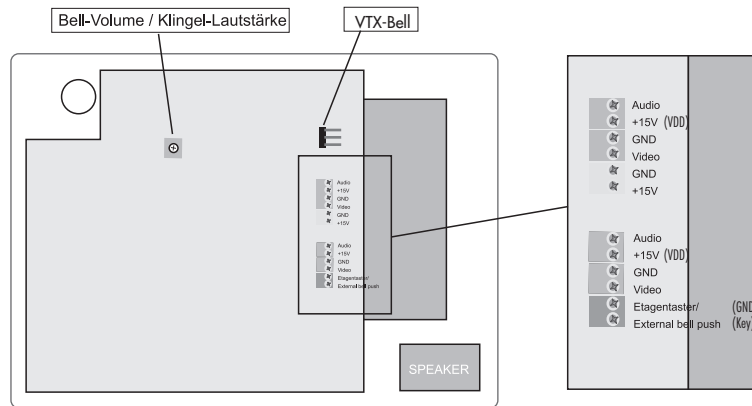 Bell-Volume / Klingel-Lautstärke
VTX-Bell
Audio
+15V
GND
Video
GND
+15V
Audio
+15V
GND
Video
Etagentaster/
External bell push
SPEAKER
Audio
+15V (VDD)
GND
Video
GND
+15V
Audio
+15V (VDD)
GND
Video
Etagentaster/ (GND
External bell push (Key)